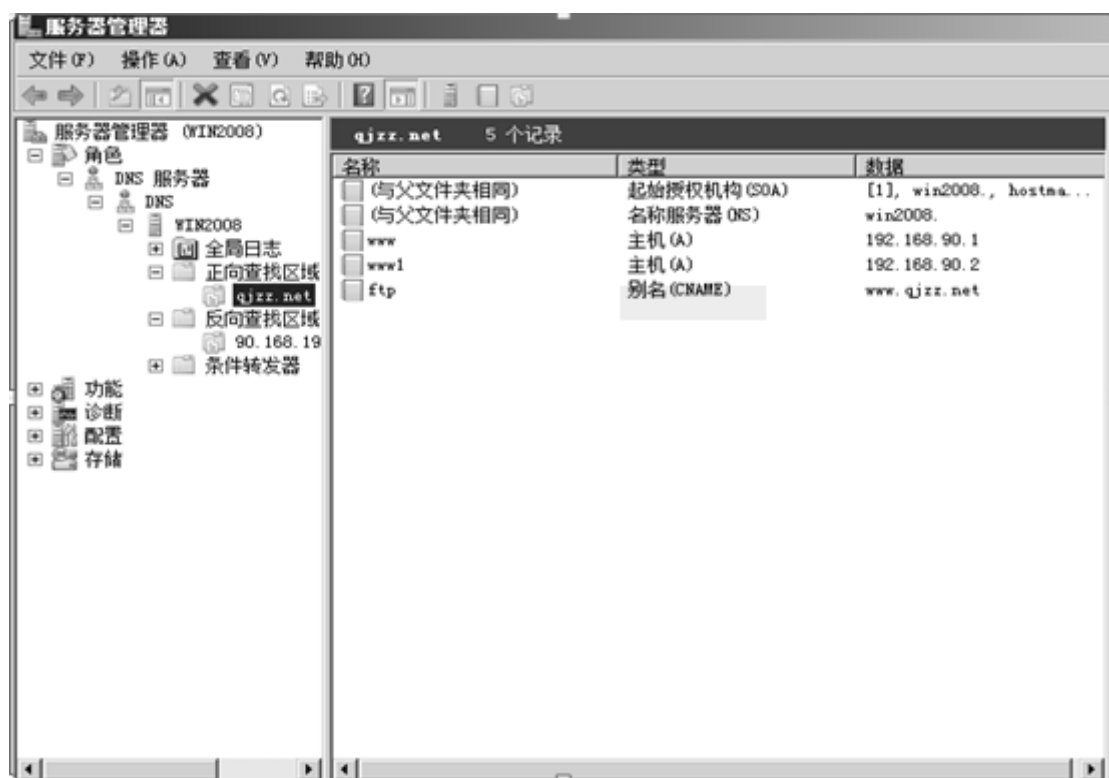 服务器管理器
文件(F) 操作(A) 查看(V) 帮助(H)
服务器管理器 (WIN2008)
角色
DNS 服务器
DNS
WIN2008
全局日志
正向查找区域
qjzz.net
反向查找区域
90.168.19
条件转发器
功能
诊断
配置
存储
qjzz.net 5 个记录
名称 类型 数据
(与父文件夹相同) 起始授权机构(SOA) [1], win2008., hostma...
(与父文件夹相同) 名称服务器(NS) win2008.
www 主机(A) 192.168.90.1
www1 主机(A) 192.168.90.2
ftp 别名(CNAME) www.qjzz.net